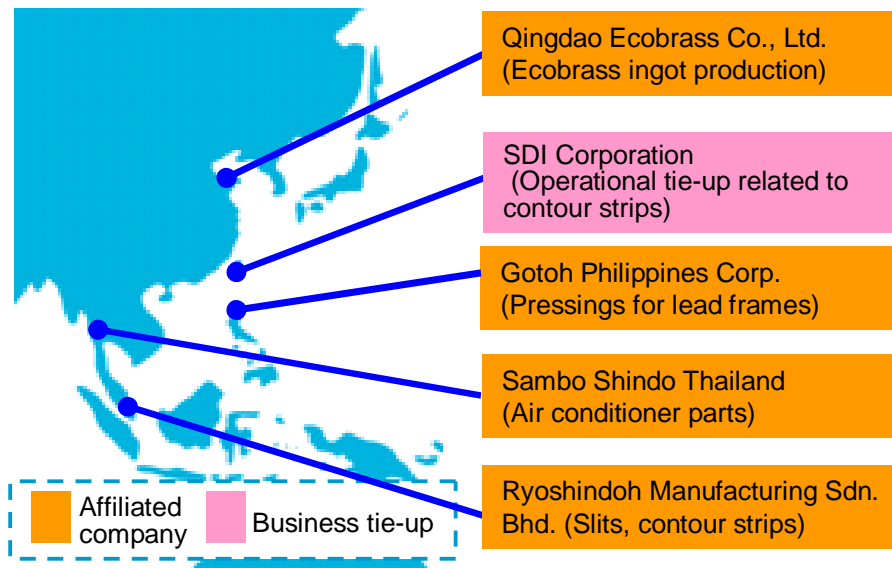 Qingdao Ecobrass Co., Ltd.
(Ecobrass ingot production)
SDI Corporation
(Operational tie-up related to
contour strips)
Gotoh Philippines Corp.
(Pressings for lead frames)
Sambo Shindo Thailand
(Air conditioner parts)
Ryoshindoh Manufacturing Sdn.
Bhd. (Slits, contour strips)
Affiliated
company
Business tie-up